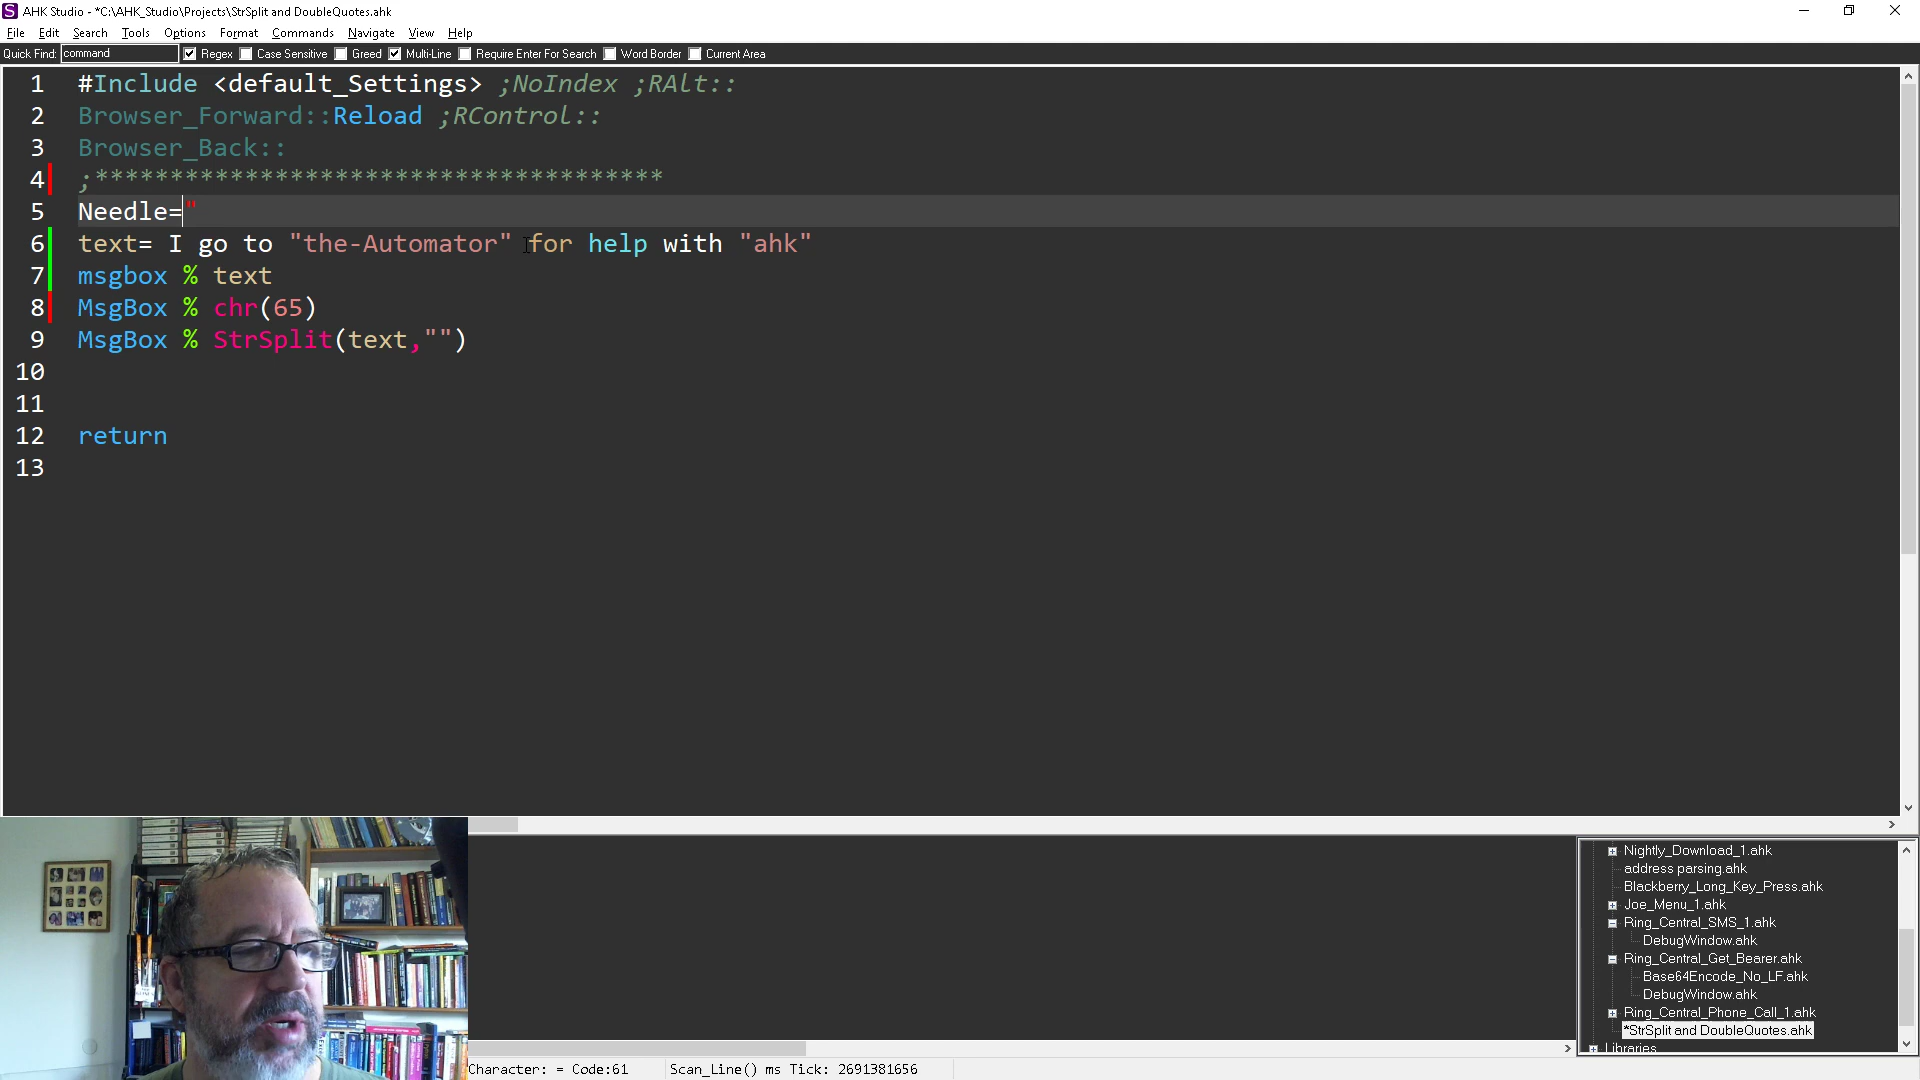 AHK Studio - *C:\AHK_Studio\Projects\StrSplit and DoubleQuotes.ahk
File Edit Search Tools Options Format Commands Navigate View Help
Quick Find: command Regex Case Sensitive Greed Multi-Line Require Enter For Search Word Border Current Area
1 #Include <default_Settings> ;NoIndex ;RAlt::
2 Browser_Forward::Reload ;RControl::
3 Browser_Back::
4 ;**************************************
5 Needle="
6 text= I go to "the-Automator" for help with "ahk"
7 msgbox % text
8 MsgBox % chr(65)
9 MsgBox % StrSplit(text,"")
10
11
12 return
13
Nightly_Download_1.ahk
address parsing.ahk
Blackberry_Long_Key_Press.ahk
Joe_Menu_1.ahk
Ring_Central_SMS_1.ahk
DebugWindow.ahk
Ring_Central_Get_Bearer.ahk
Base64Encode_No_LF.ahk
DebugWindow.ahk
Ring_Central_Phone_Call_1.ahk
*StrSplit and DoubleQuotes.ahk
Libraries
Character: = Code:61 Scan_Line() ms Tick: 2691381656